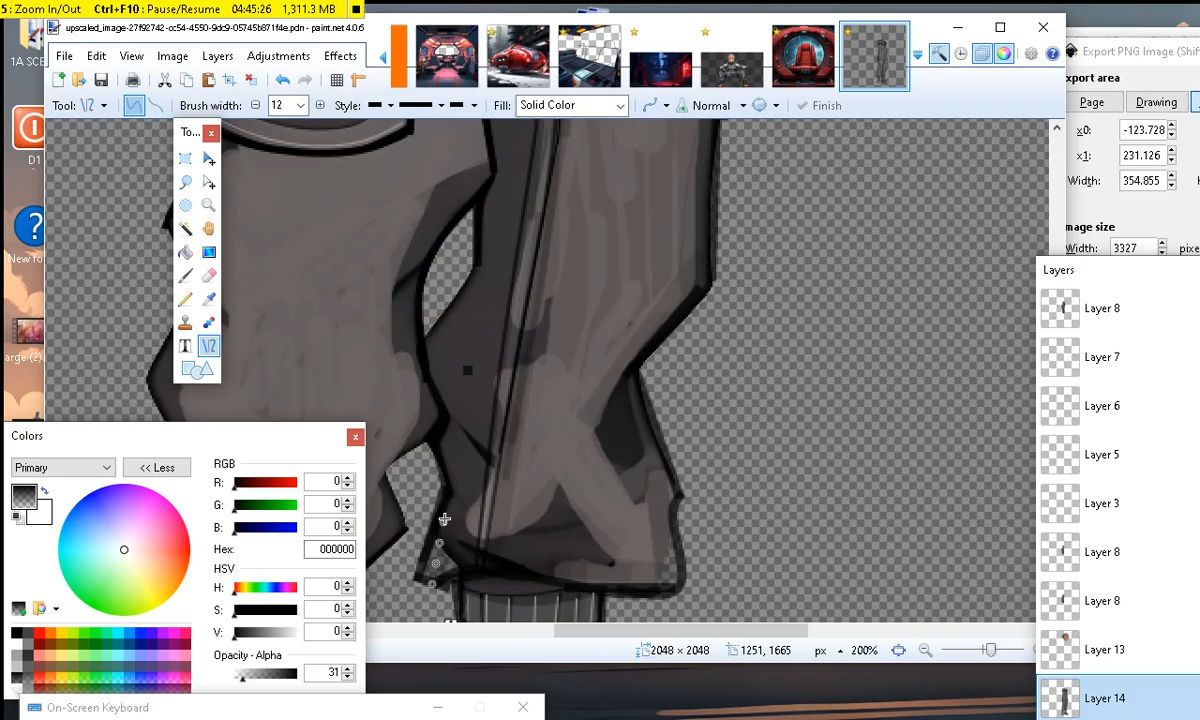 5: Zoom In/Out Ctrl+F10: Pause/Resume 04:45:26 1,311.3 MB
upscaled_image-27f92742-cc54-4550-9dc9-05745b871f4e.pdn - paint.net 4.0.6
1A SCE
File Edit View Image Layers Adjustments Effects
Export PNG Image (Shif
xport area
Page Drawing
Tool: Brush width: 12 Style: Fill: Solid Color Normal Finish
To...
x0: -123.728
x1: 231.126
Width: 354.855
D1
mage size
Width: 3327 pixe
New fo
arge (2)
Layers
Layer 8
Layer 7
Layer 6
Layer 5
Layer 3
Layer 8
Layer 8
Layer 13
Layer 14
Colors
Primary << Less
RGB
R: 0
G: 0
B: 0
Hex: 000000
HSV
H: 0
S: 0
V: 0
Opacity - Alpha
31
2048 × 2048 1251, 1665 px 200%
On-Screen Keyboard